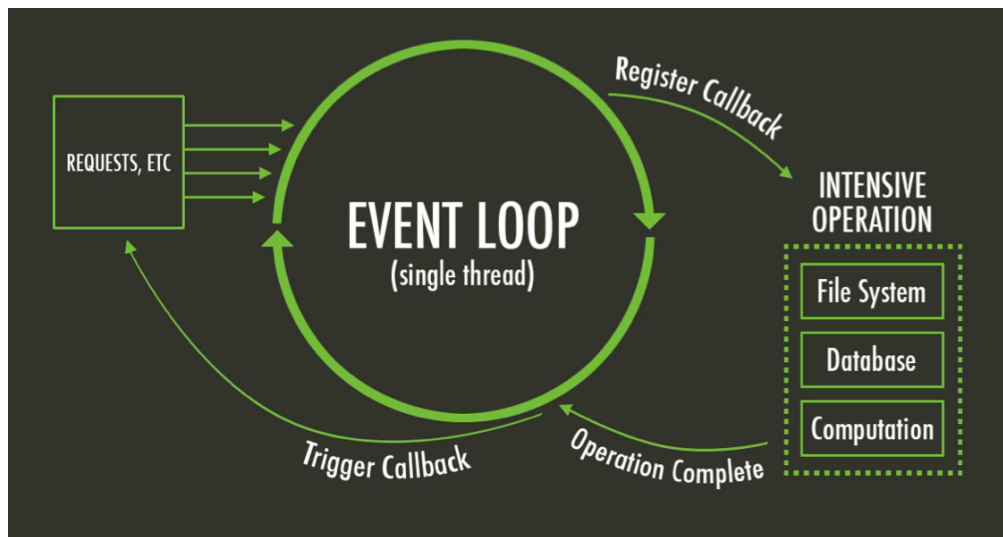 REQUESTS, ETC
EVENT LOOP
(single thread)
Register Callback
INTENSIVE
OPERATION
File System
Database
Computation
Operation Complete
Trigger Callback